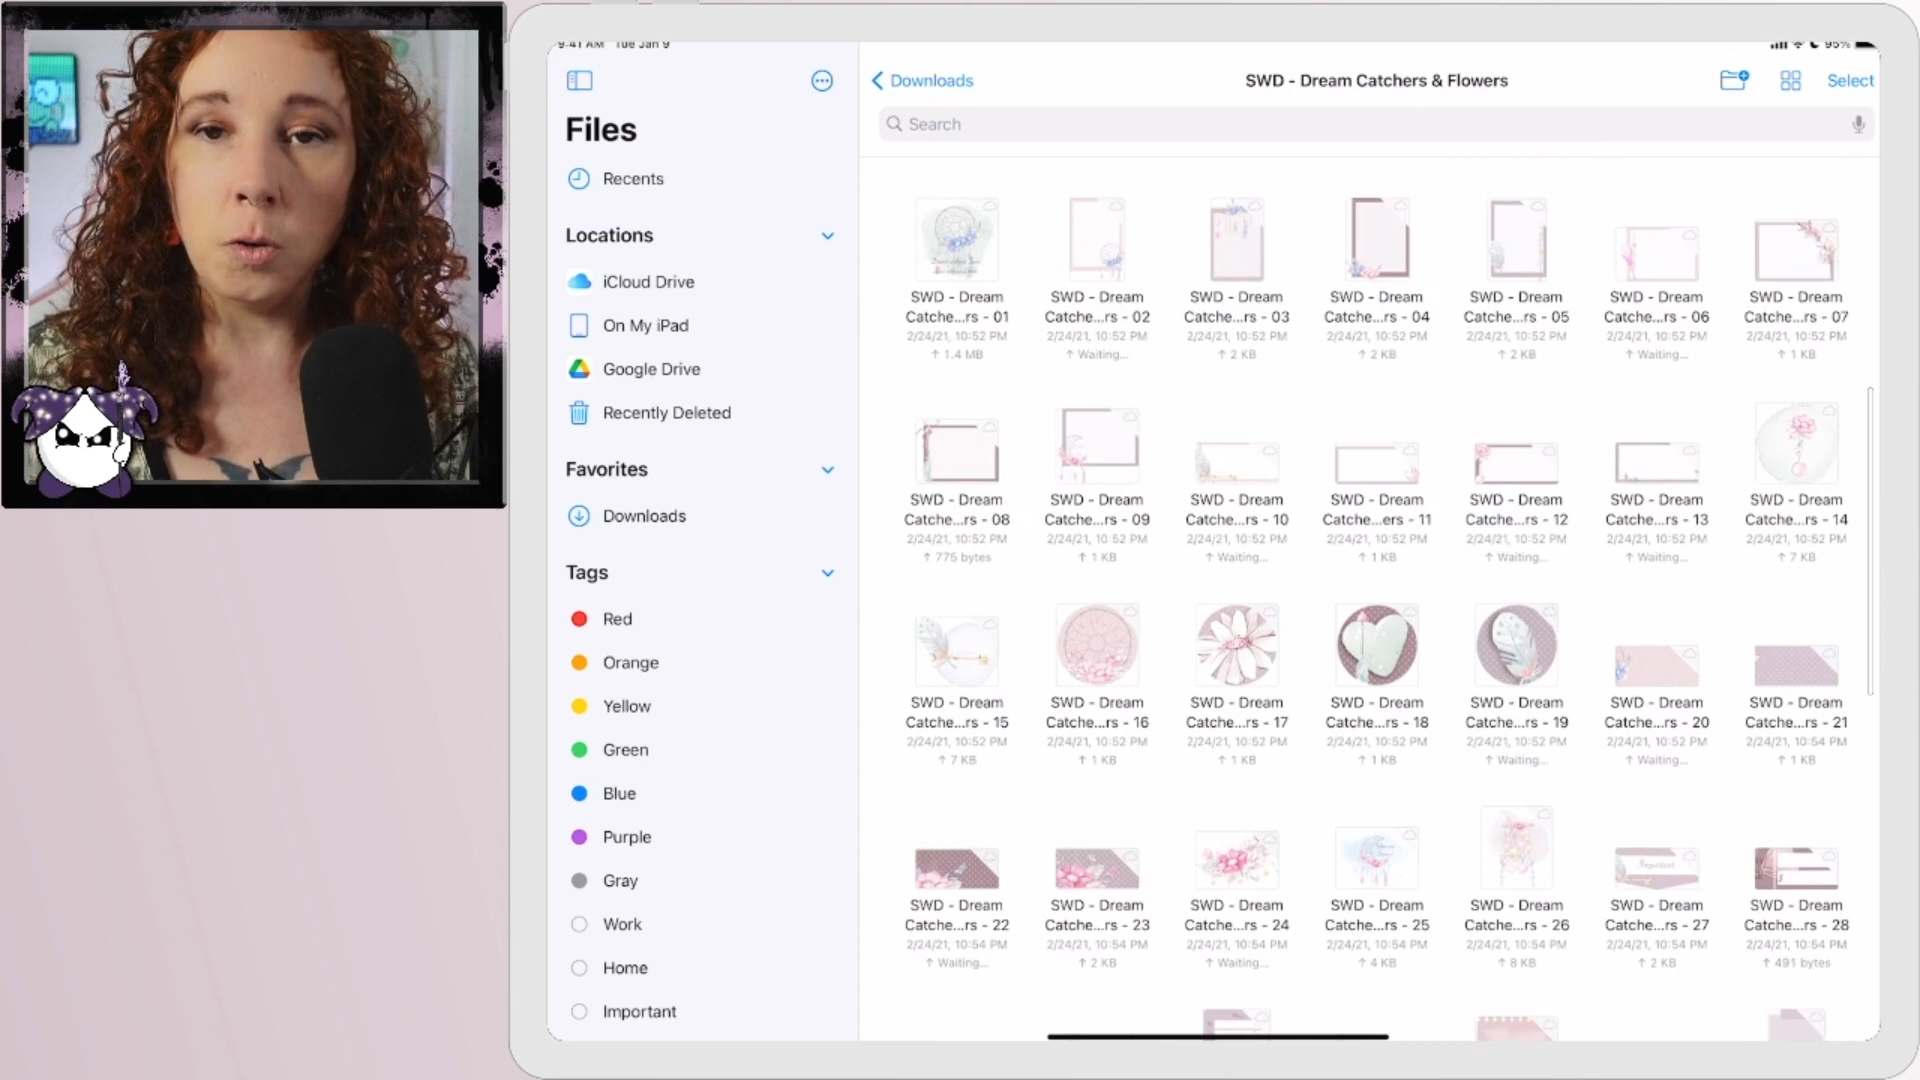 9:41 AM Tue Jan 9
95%
Files
Recents
Locations
iCloud Drive
On My iPad
Google Drive
Recently Deleted
Favorites
Downloads
Tags
Red
Orange
Yellow
Green
Blue
Purple
Gray
Work
Home
Important
Downloads
SWD - Dream Catchers & Flowers
Select
Search
SWD - Dream
Catche...rs - 01
2/24/21, 10:52 PM
↑ 1.4 MB
SWD - Dream
Catche...rs - 02
2/24/21, 10:52 PM
↑ Waiting...
SWD - Dream
Catche...rs - 03
2/24/21, 10:52 PM
↑ 2 KB
SWD - Dream
Catche...rs - 04
2/24/21, 10:52 PM
↑ 2 KB
SWD - Dream
Catche...rs - 05
2/24/21, 10:52 PM
↑ 2 KB
SWD - Dream
Catche...rs - 06
2/24/21, 10:52 PM
↑ Waiting...
SWD - Dream
Catche...rs - 07
2/24/21, 10:52 PM
↑ 1 KB
SWD - Dream
Catche...rs - 08
2/24/21, 10:52 PM
↑ 775 bytes
SWD - Dream
Catche...rs - 09
2/24/21, 10:52 PM
↑ 1 KB
SWD - Dream
Catche...rs - 10
2/24/21, 10:52 PM
↑ Waiting...
SWD - Dream
Catche...ers - 11
2/24/21, 10:52 PM
↑ 1 KB
SWD - Dream
Catche...rs - 12
2/24/21, 10:52 PM
↑ Waiting...
SWD - Dream
Catche...rs - 13
2/24/21, 10:52 PM
↑ Waiting...
SWD - Dream
Catche...rs - 14
2/24/21, 10:52 PM
↑ 7 KB
SWD - Dream
Catche...rs - 15
2/24/21, 10:52 PM
↑ 7 KB
SWD - Dream
Catche...rs - 16
2/24/21, 10:52 PM
↑ 1 KB
SWD - Dream
Catche...rs - 17
2/24/21, 10:52 PM
↑ 1 KB
SWD - Dream
Catche...rs - 18
2/24/21, 10:52 PM
↑ 1 KB
SWD - Dream
Catche...rs - 19
2/24/21, 10:52 PM
↑ Waiting...
SWD - Dream
Catche...rs - 20
2/24/21, 10:52 PM
↑ Waiting...
SWD - Dream
Catche...rs - 21
2/24/21, 10:54 PM
↑ 1 KB
SWD - Dream
Catche...rs - 22
2/24/21, 10:54 PM
↑ Waiting...
SWD - Dream
Catche...rs - 23
2/24/21, 10:54 PM
↑ 2 KB
SWD - Dream
Catche...rs - 24
2/24/21, 10:54 PM
↑ Waiting...
SWD - Dream
Catche...rs - 25
2/24/21, 10:54 PM
↑ 4 KB
SWD - Dream
Catche...rs - 26
2/24/21, 10:54 PM
↑ 8 KB
Important
SWD - Dream
Catche...rs - 27
2/24/21, 10:54 PM
↑ 2 KB
SWD - Dream
Catche...rs - 28
2/24/21, 10:54 PM
↑ 491 bytes